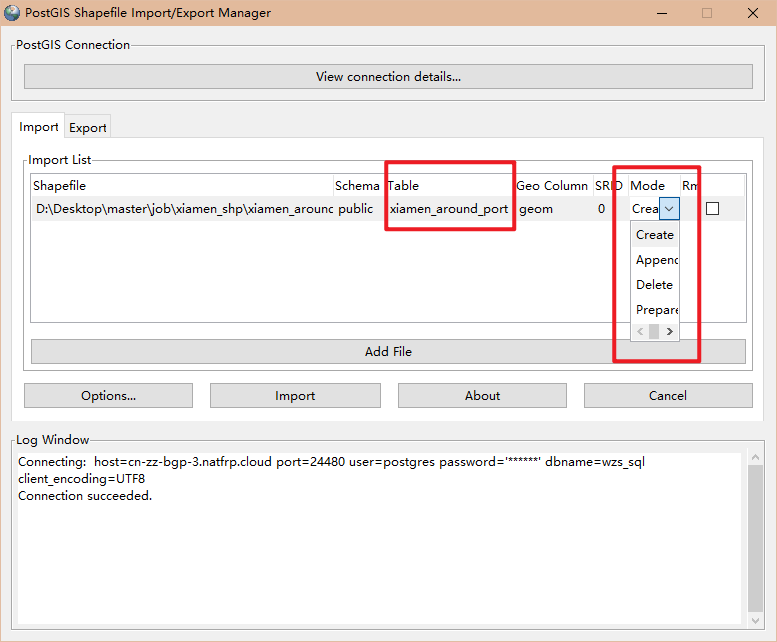 PostGIS Shapefile Import/Export Manager
PostGIS Connection
View connection details...
Import Export
Import List
Shapefile Schema Table Geo Column SRID Mode Rm
D:\Desktop\master\job\xiamen_shp\xiamen_around public xiamen_around_port geom 0 Crea
Create
Append
Delete
Prepare
Add File
Options... Import About Cancel
Log Window
Connecting: host=cn-zz-bgp-3.natfrp.cloud port=24480 user=postgres password='******' dbname=wzs_sql
client_encoding=UTF8
Connection succeeded.